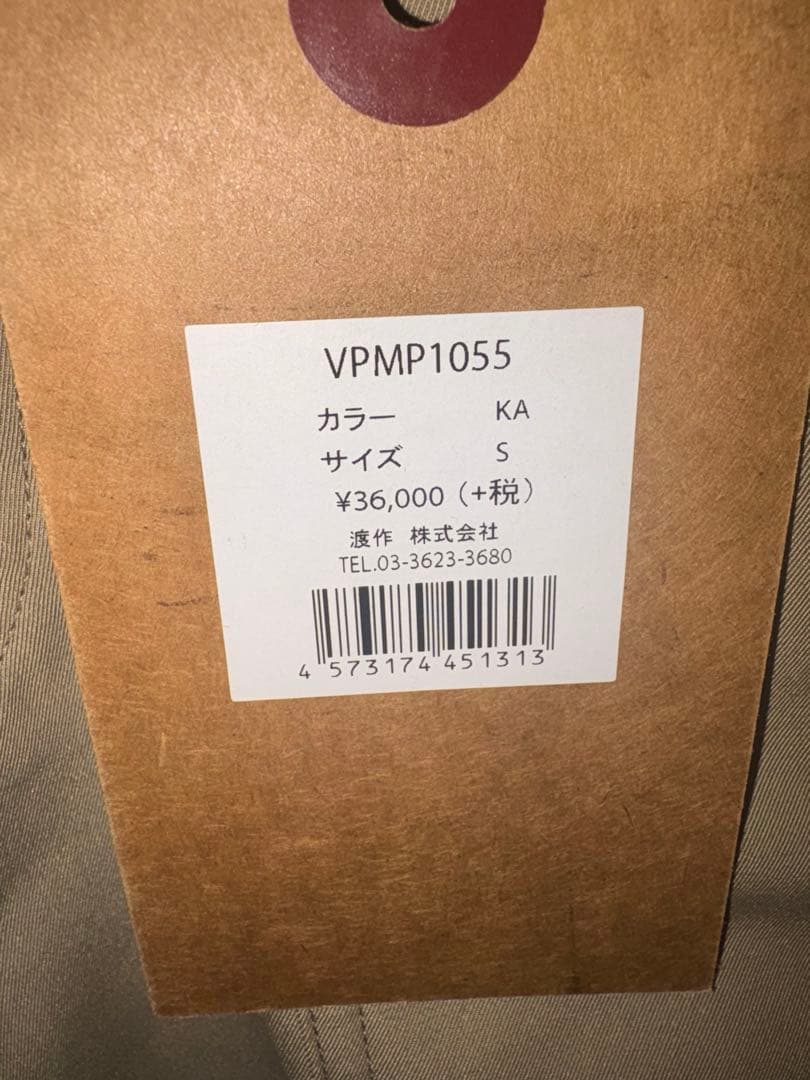 VPMP1055
カラー KA
サイズ S
¥36,000（+税）
渡作 株式会社
TEL.03-3623-3680
4 573174 451313